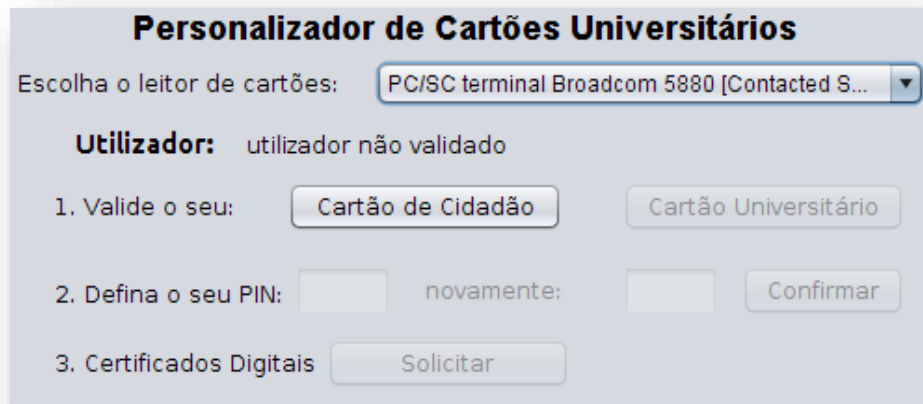 Personalizador de Cartões Universitários
Escolha o leitor de cartões: PC/SC terminal Broadcom 5880 [Contacted S...
Utilizador: utilizador não validado
1. Valide o seu: Cartão de Cidadão Cartão Universitário
2. Defina o seu PIN: novamente: Confirmar
3. Certificados Digitais Solicitar